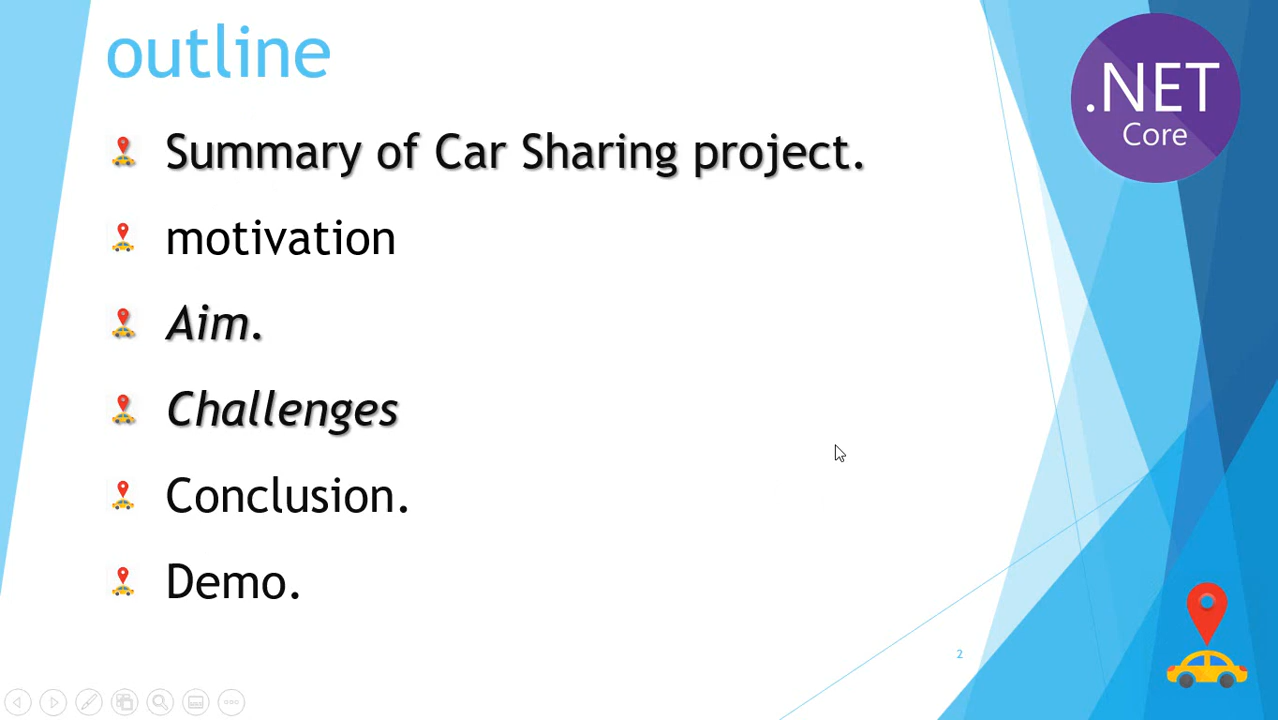 outline
.NET
Core
Summary of Car Sharing project.
motivation
Aim.
Challenges
Conclusion.
Demo.
2